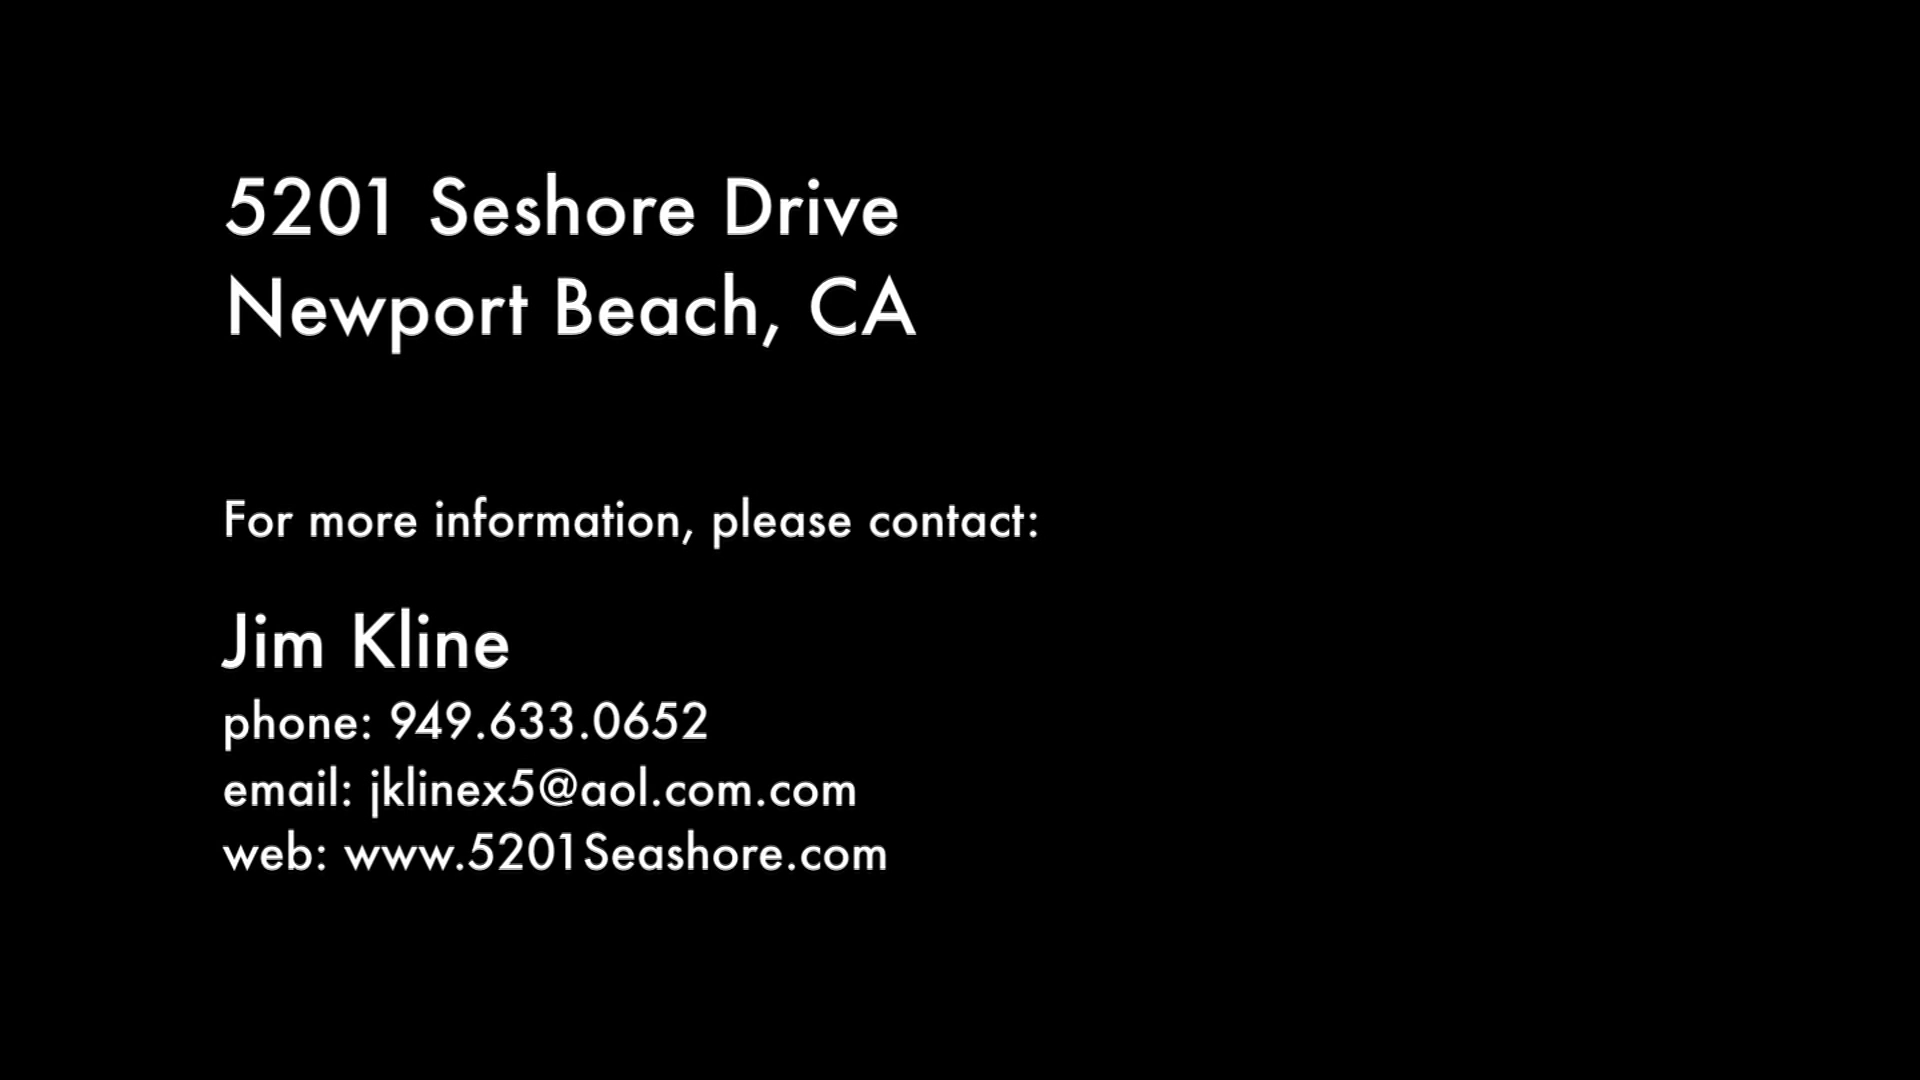 5201 Seshore Drive
Newport Beach, CA
For more information, please contact:
Jim Kline
phone: 949.633.0652
email: jklinex5@aol.com.com
web: www.5201Seashore.com